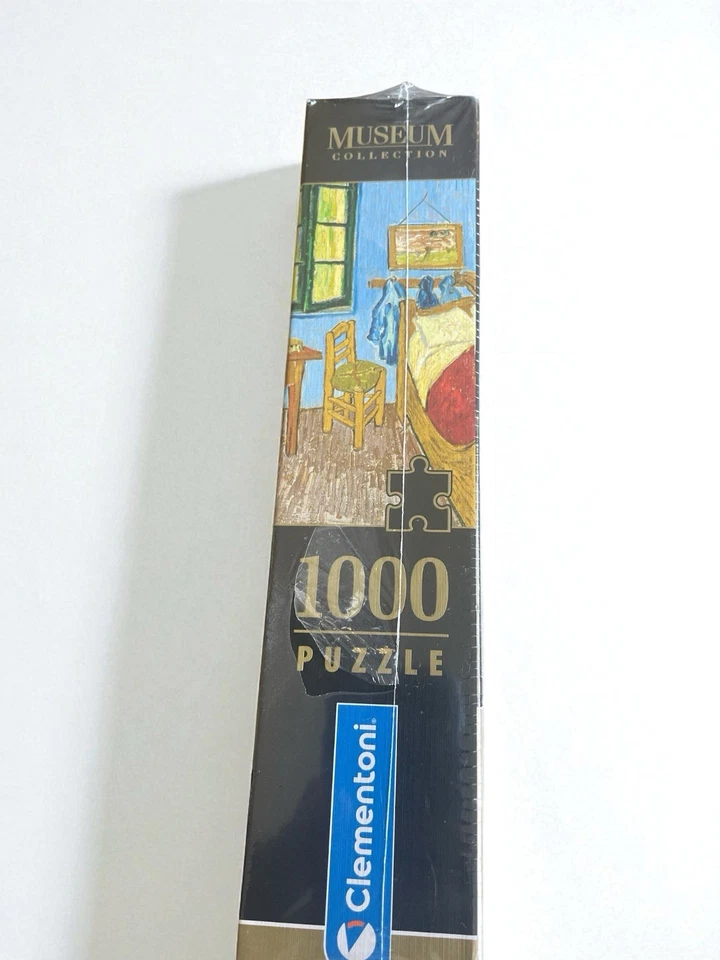 MUSEUM
COLLECTION
1000
PUZZLE
Clementoni®